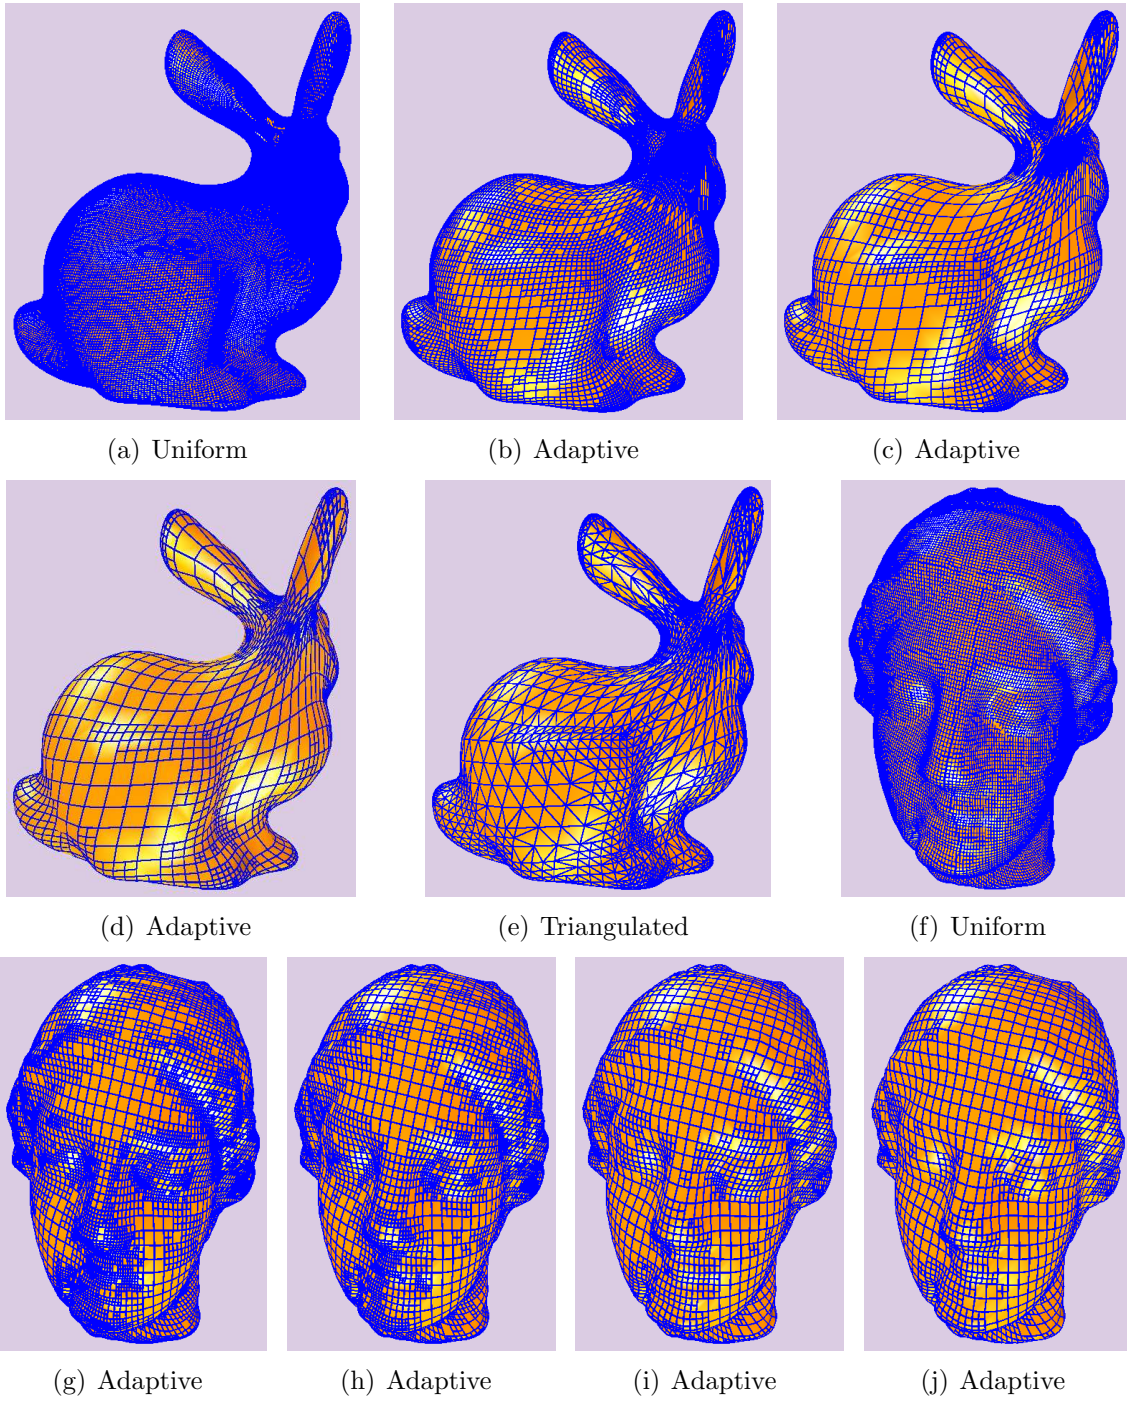 (a) Uniform
(b) Adaptive
(c) Adaptive
(d) Adaptive
(e) Triangulated
(f) Uniform
(g) Adaptive
(h) Adaptive
(i) Adaptive
(j) Adaptive